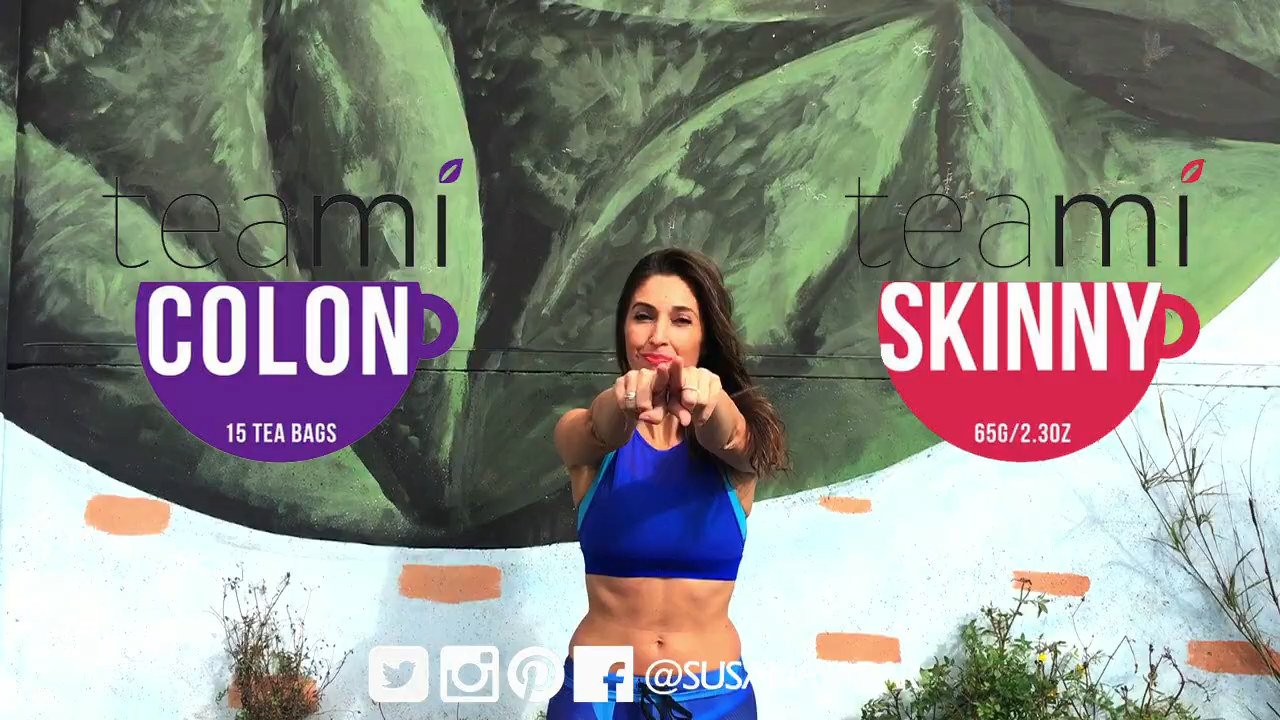 teami
COLON
15 TEA BAGS
teami
SKINNY
65G/2.3OZ